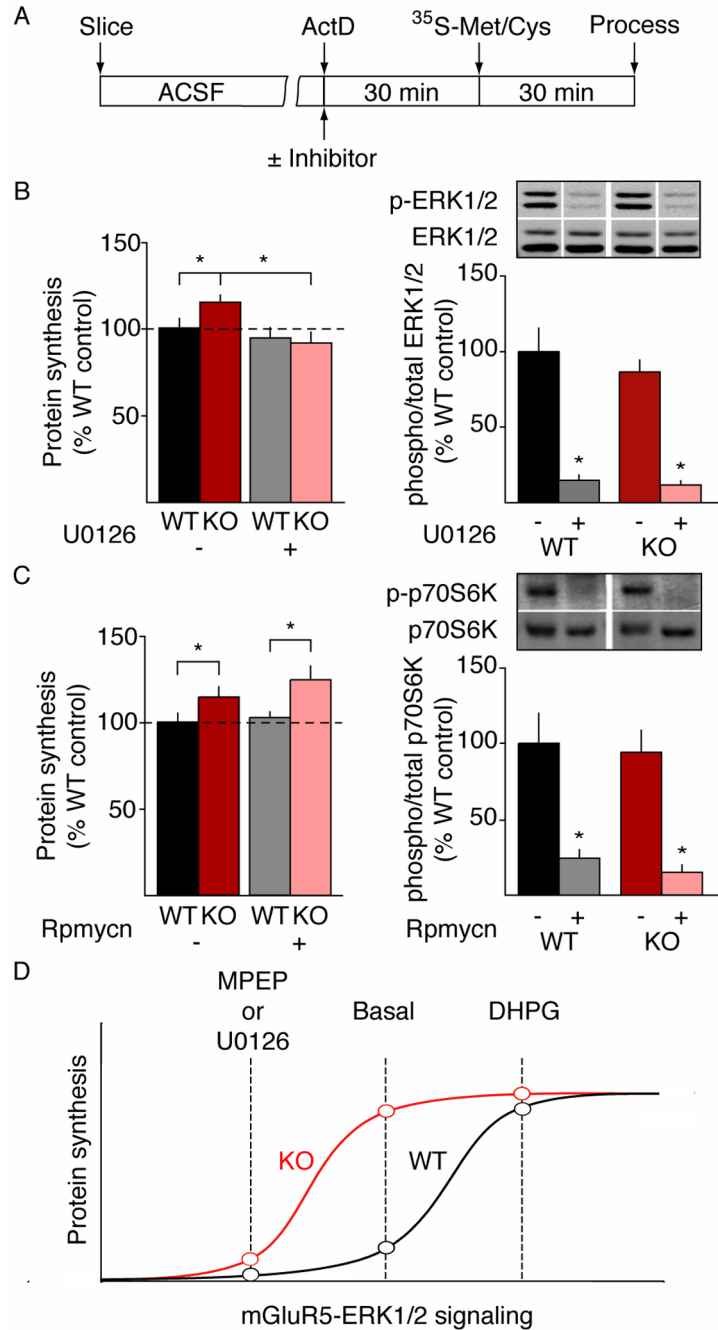 A
Slice ActD ³⁵S-Met/Cys Process
ACSF 30 min 30 min
± Inhibitor
B
Protein synthesis
(% WT control)
150
100
50
* *
WT KO WT KO
U0126 - +
p-ERK1/2
ERK1/2
phospho/total ERK1/2
(% WT control)
100
100
50
* *
U0126 - + - +
WT KO
C
Protein synthesis
(% WT control)
150
100
50
* *
WT KO WT KO
Rpmycn - +
p-p70S6K
p70S6K
phospho/total p70S6K
(% WT control)
150
100
50
* *
Rpmycn - + - +
WT KO
D
MPEP
or
U0126
Basal DHPG
Protein synthesis
KO WT
mGluR5-ERK1/2 signaling